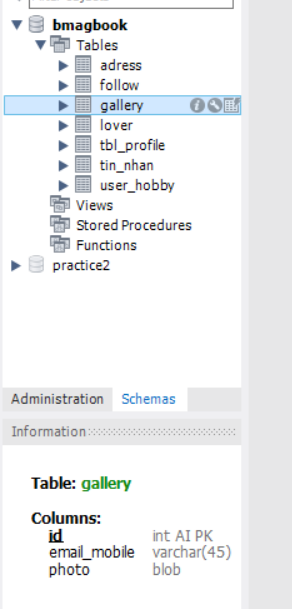 bmagbook
Tables
adress
follow
gallery
lover
tbl_profile
tin_nhan
user_hobby
Views
Stored Procedures
Functions
practice2
Administration Schemas
Information
Table: gallery
Columns:
id int AI PK
email_mobile varchar(45)
photo blob